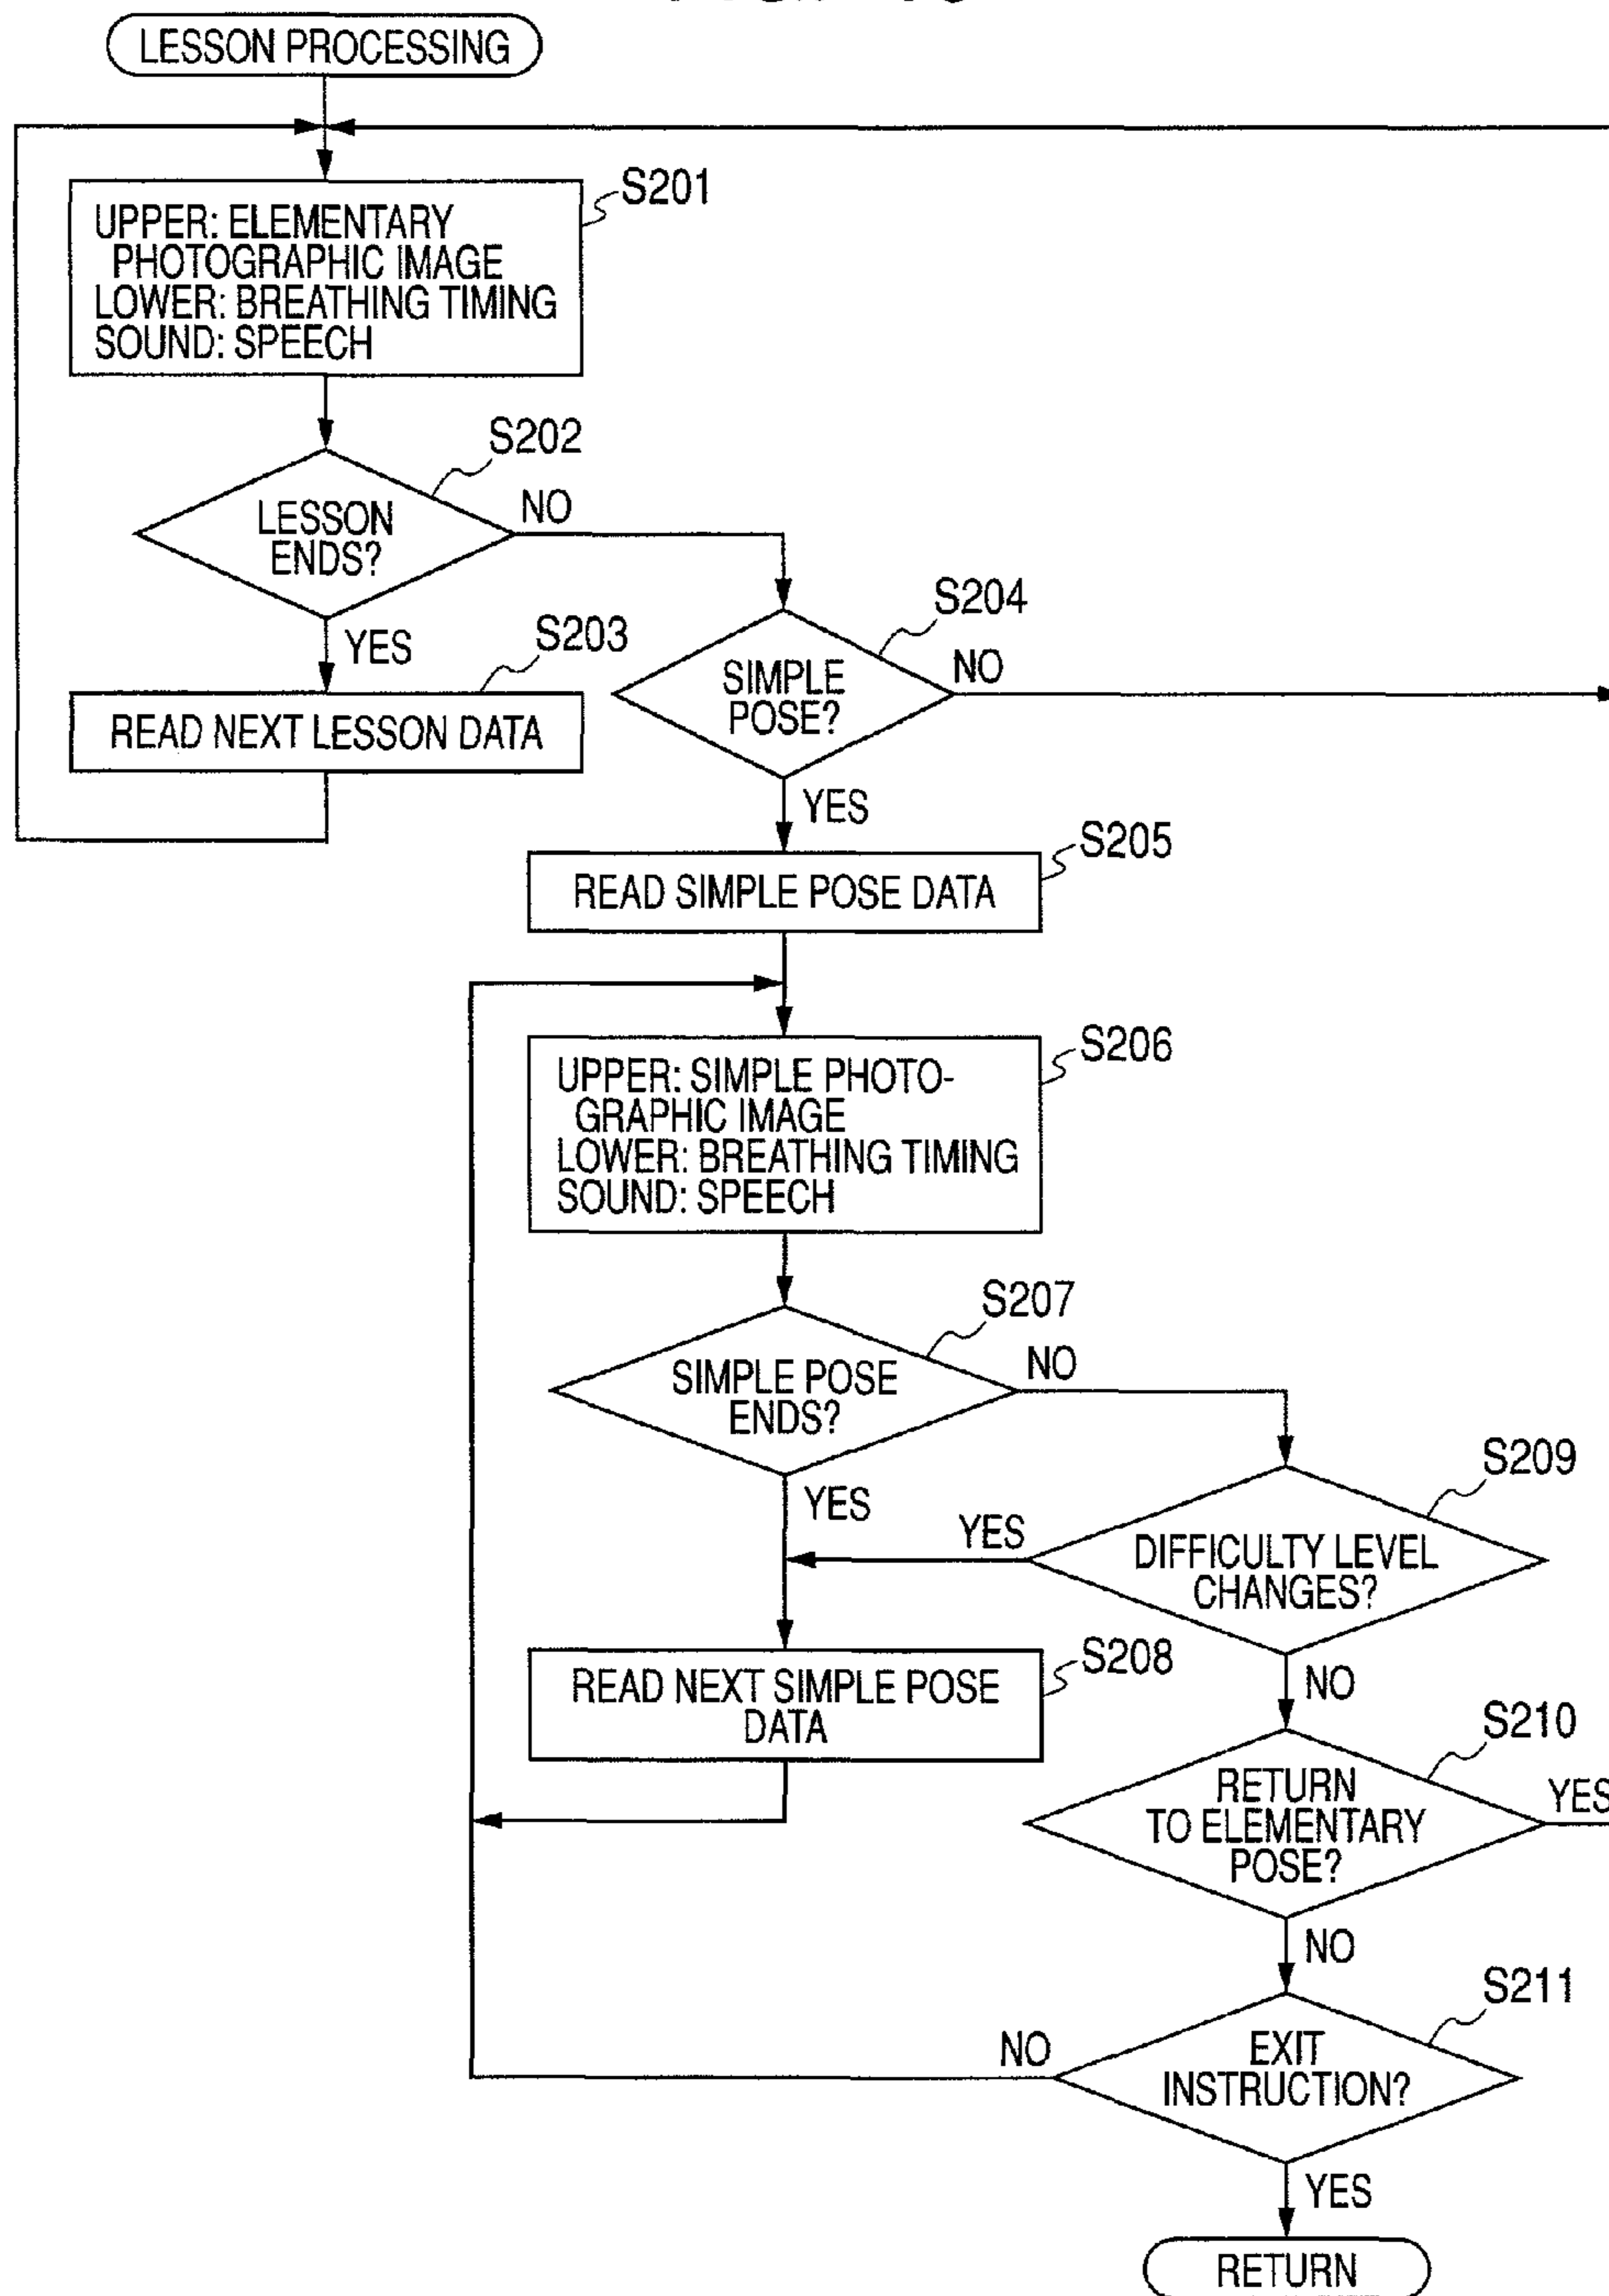 LESSON PROCESSING
S201
UPPER: ELEMENTARY
PHOTOGRAPHIC IMAGE
LOWER: BREATHING TIMING
SOUND: SPEECH
S202
LESSON
ENDS?
NO
YES
S203
READ NEXT LESSON DATA
S204
SIMPLE
POSE?
NO
YES
S205
READ SIMPLE POSE DATA
S206
UPPER: SIMPLE PHOTO-
GRAPHIC IMAGE
LOWER: BREATHING TIMING
SOUND: SPEECH
S207
SIMPLE POSE
ENDS?
NO
YES
S209
DIFFICULTY LEVEL
CHANGES?
YES
NO
S208
READ NEXT SIMPLE POSE
DATA
S210
RETURN
TO ELEMENTARY
POSE?
YES
NO
S211
EXIT
INSTRUCTION?
NO
YES
RETURN